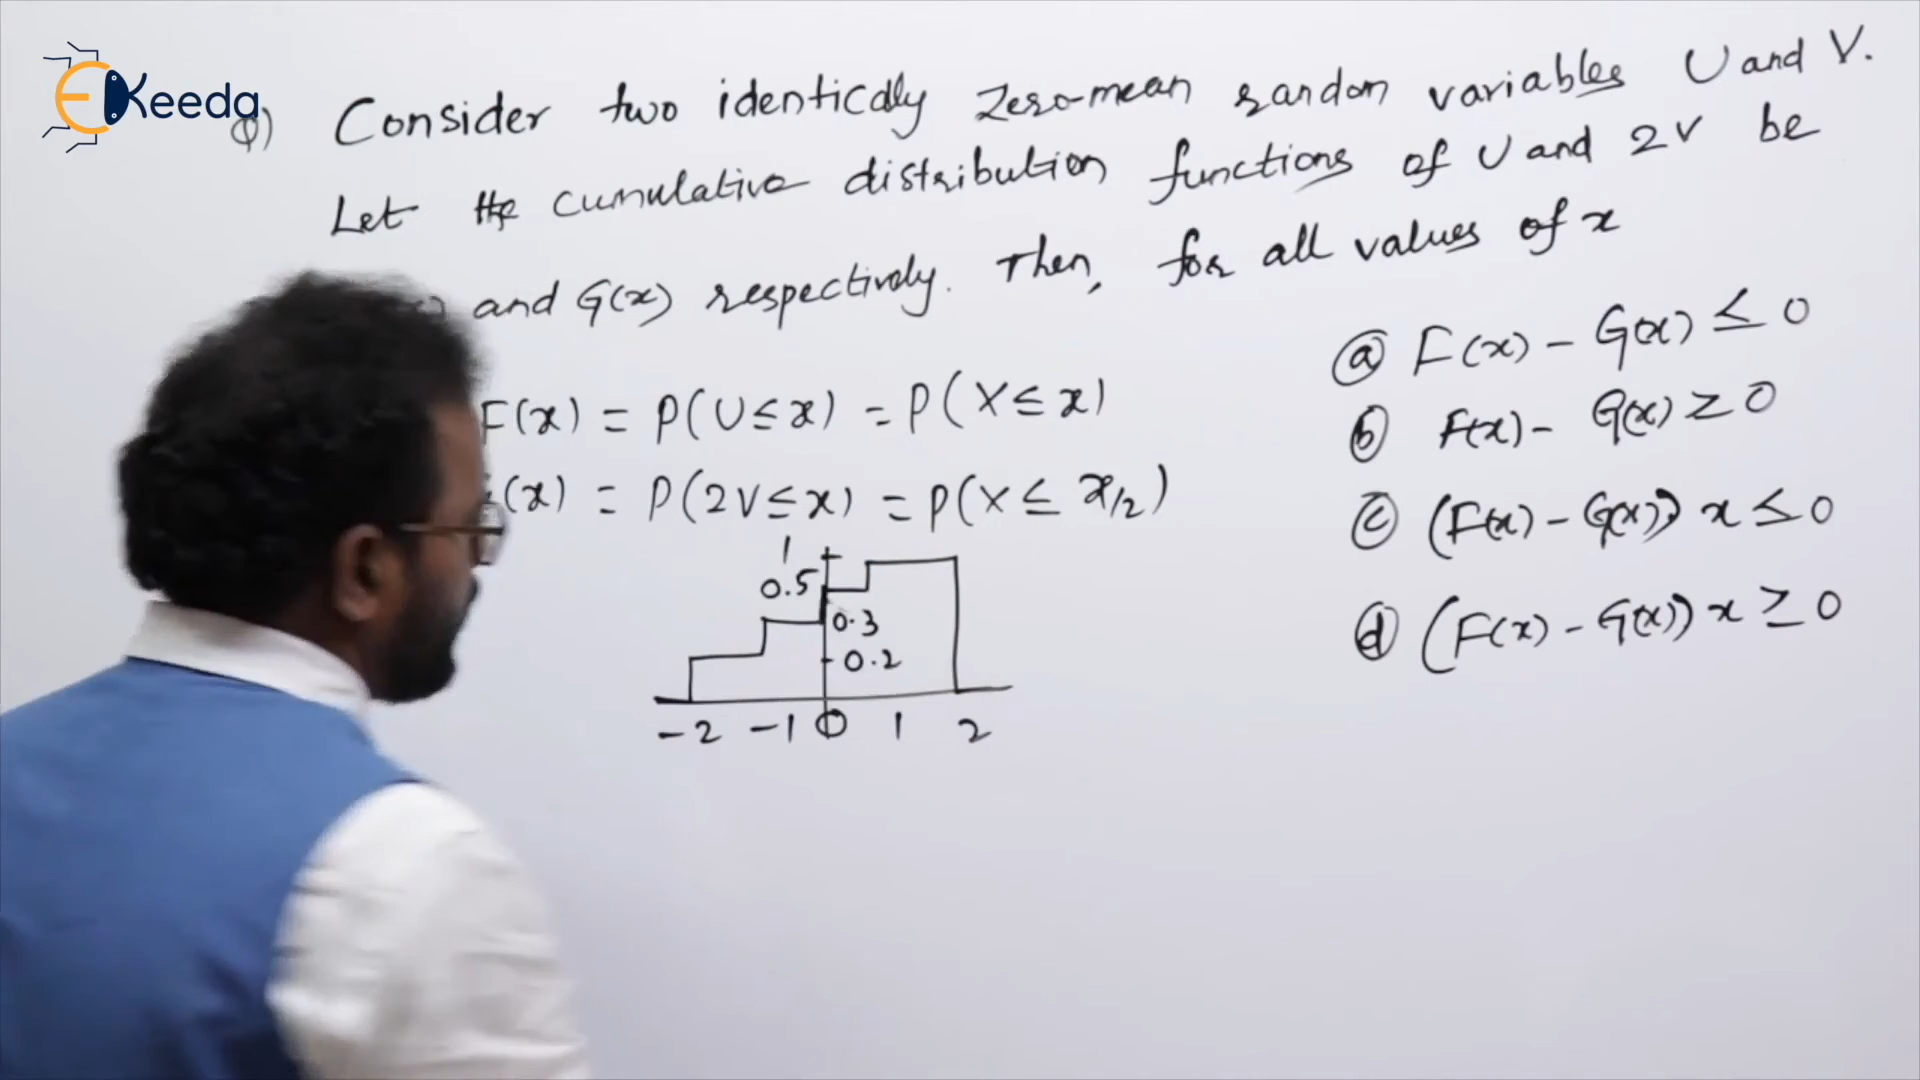 EKeeda
Q) Consider two identically zero-mean random variables U and V.
Let the cumulative distribution functions of U and 2V be
and G(x) respectively. Then, for all values of x
F(x) = P(U≤x) = P(X≤x)
(x) = P(2V≤x) = P(X≤ x/2)
1
0.5
0.3
0.2
-2 -1 0 1 2
(a) F(x) - G(x) ≤ 0
(b) F(x) - G(x) ≥ 0
(c) (F(x) - G(x)) x ≤ 0
(d) (F(x) - G(x)) x ≥ 0